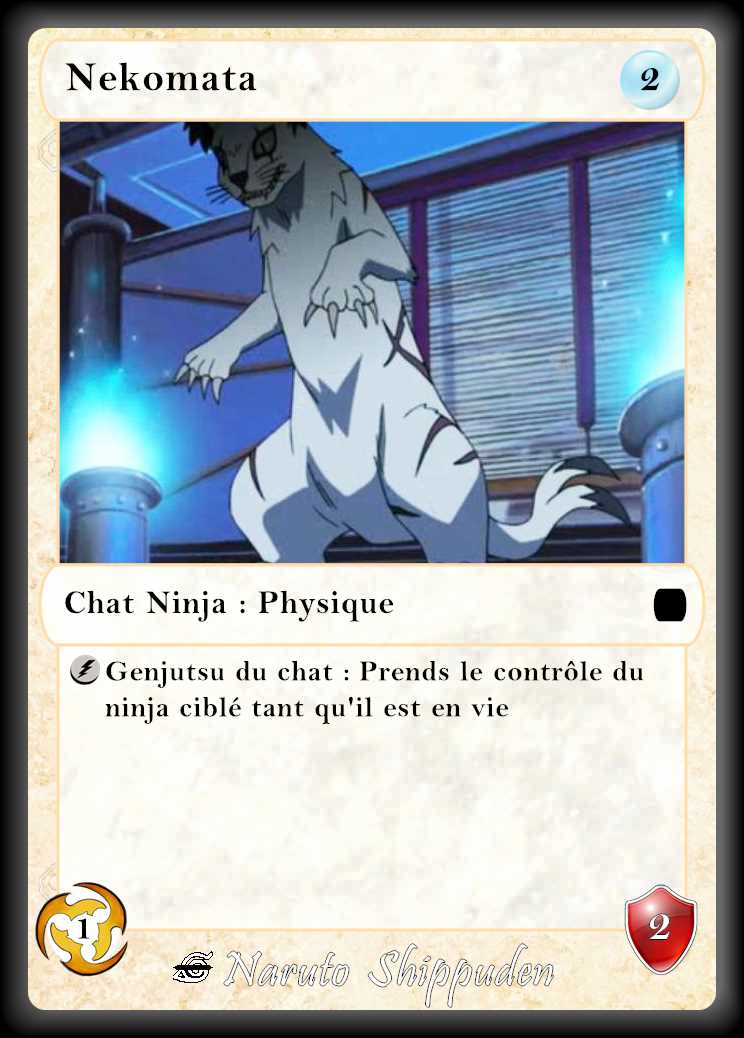 Nekomata 2
Chat Ninja : Physique
Genjutsu du chat : Prends le contrôle du
ninja ciblé tant qu'il est en vie
1 2
Naruto Shippuden